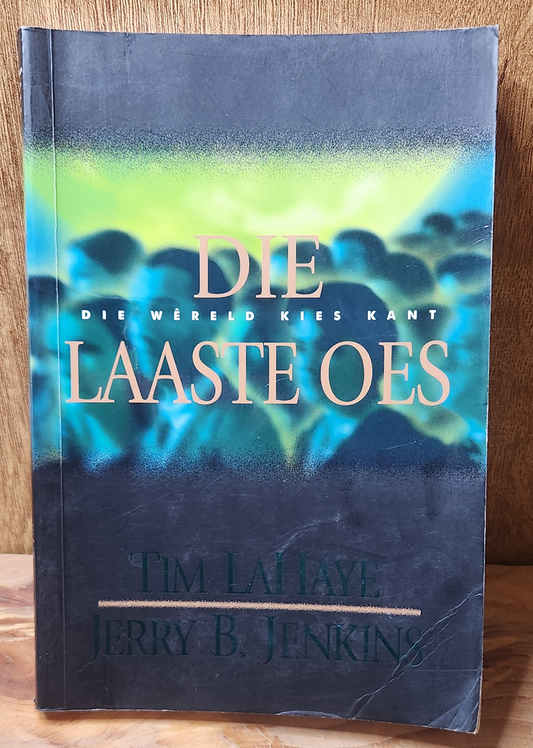 DIE
DIE WÊRELD KIES KANT
LAASTE OES
TIM LAHAYE
JERRY B. JENKINS